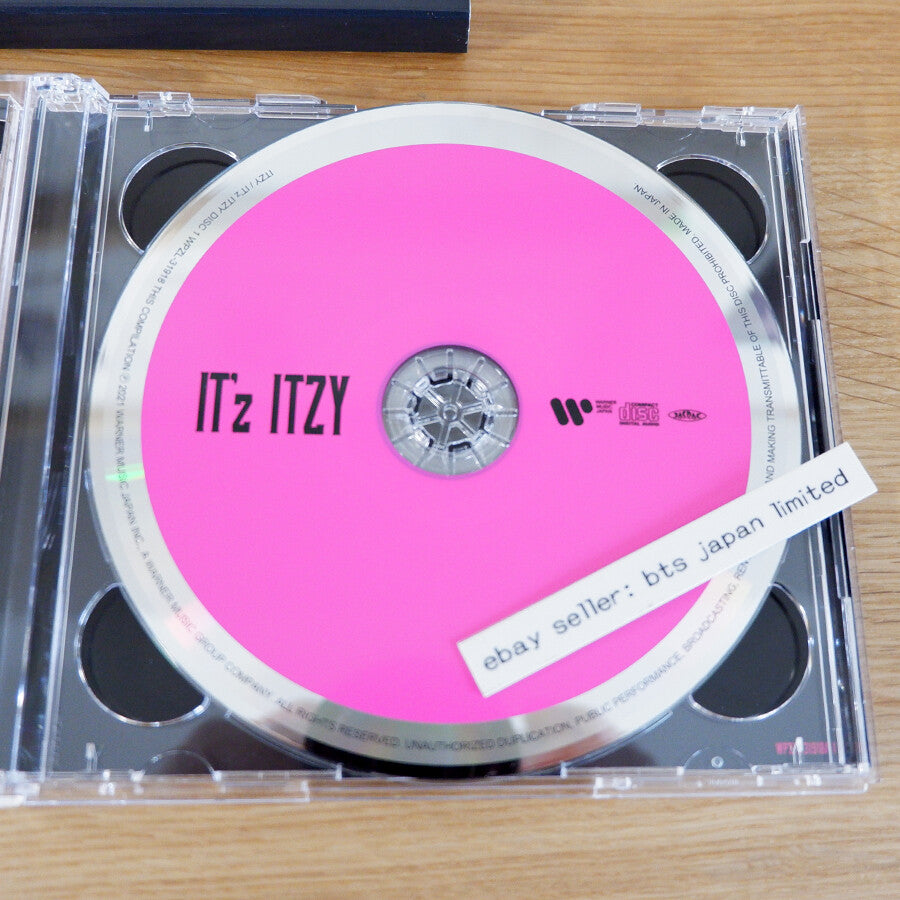 IT'z ITZY
WARNER
MUSIC
JAPAN
COMPACT
disc
DIGITAL AUDIO
JASRAC
ITZY / IT'z ITZY DISC 1 WPZL-31918 THIS COMPILATION ℗ 2021 WARNER MUSIC JAPAN INC., A WARNER MUSIC GROUP COMPANY. ALL RIGHTS RESERVED. UNAUTHORIZED DUPLICATION, PUBLIC PERFORMANCE, BROADCASTING, AND MAKING TRANSMITTABLE OF THIS DISC PROHIBITED. MADE IN JAPAN.
ebay seller: bts japan limited